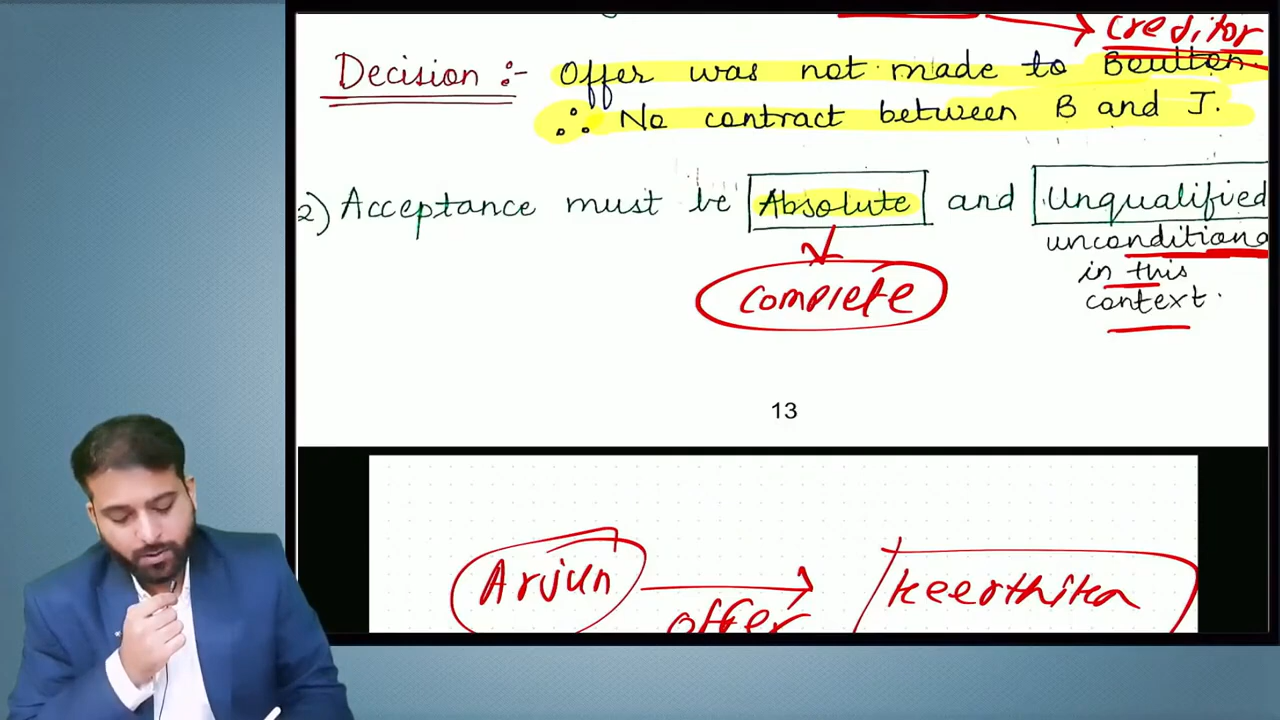 creditor
Decision :- Offer was not made to Boulton.
∴ No contract between B and J.
2) Acceptance must be Absolute and Unqualified
unconditiona
in this
context.
complete
13
Arjun offer keerthika